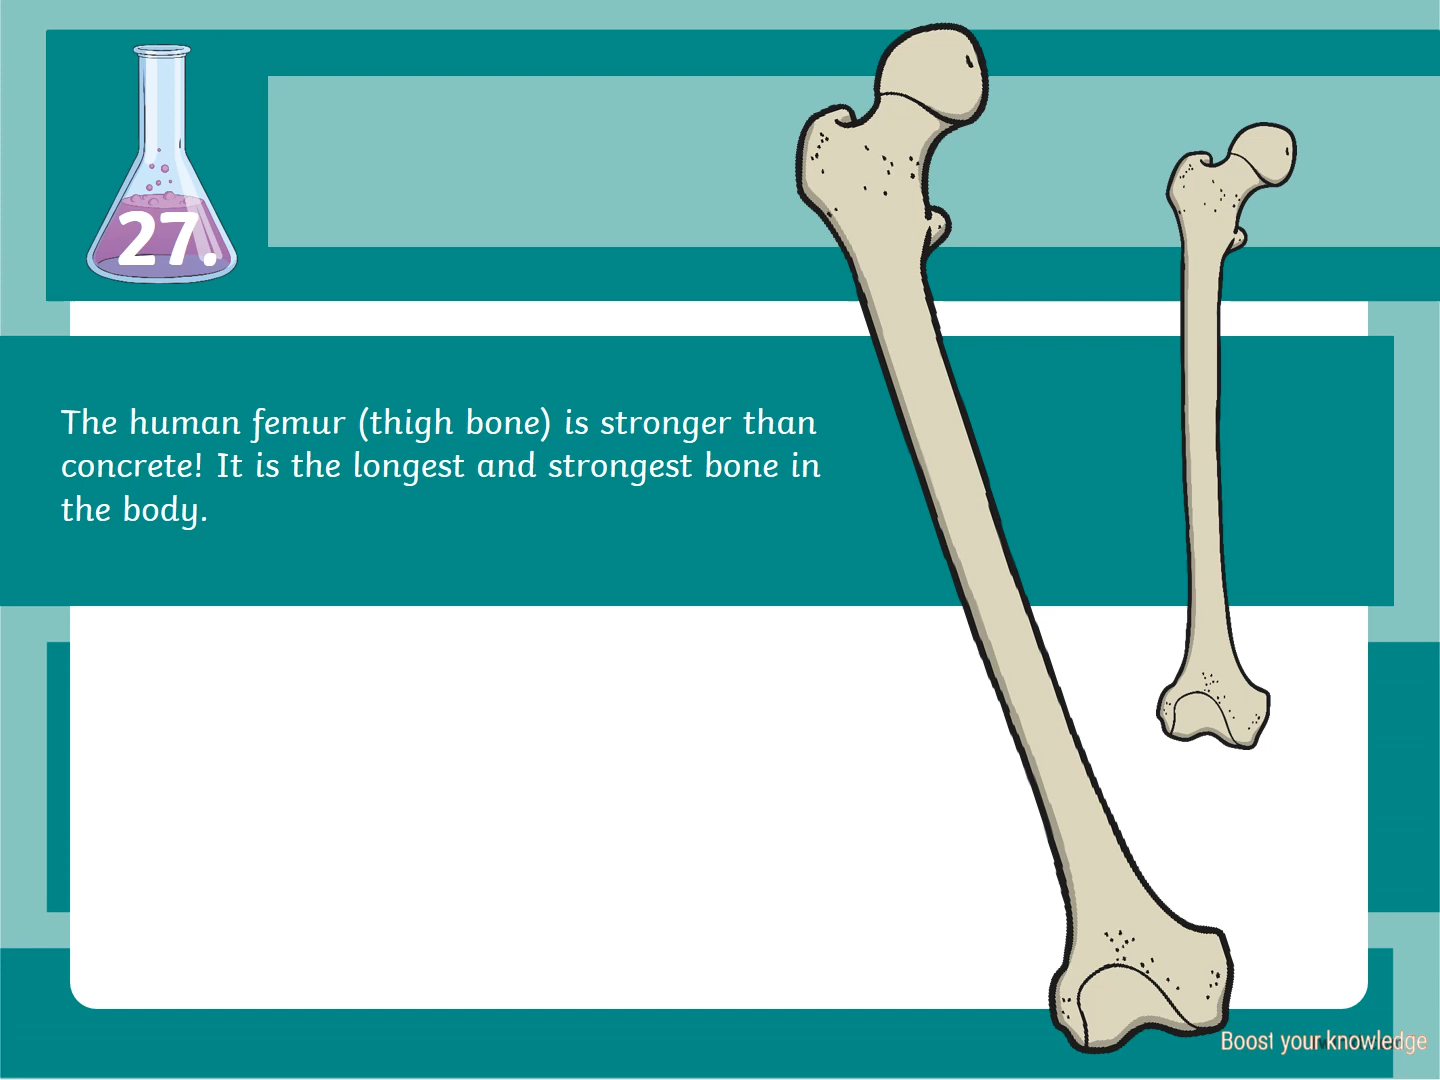 27.
The human femur (thigh bone) is stronger than
concrete! It is the longest and strongest bone in
the body.
Boost your knowledge